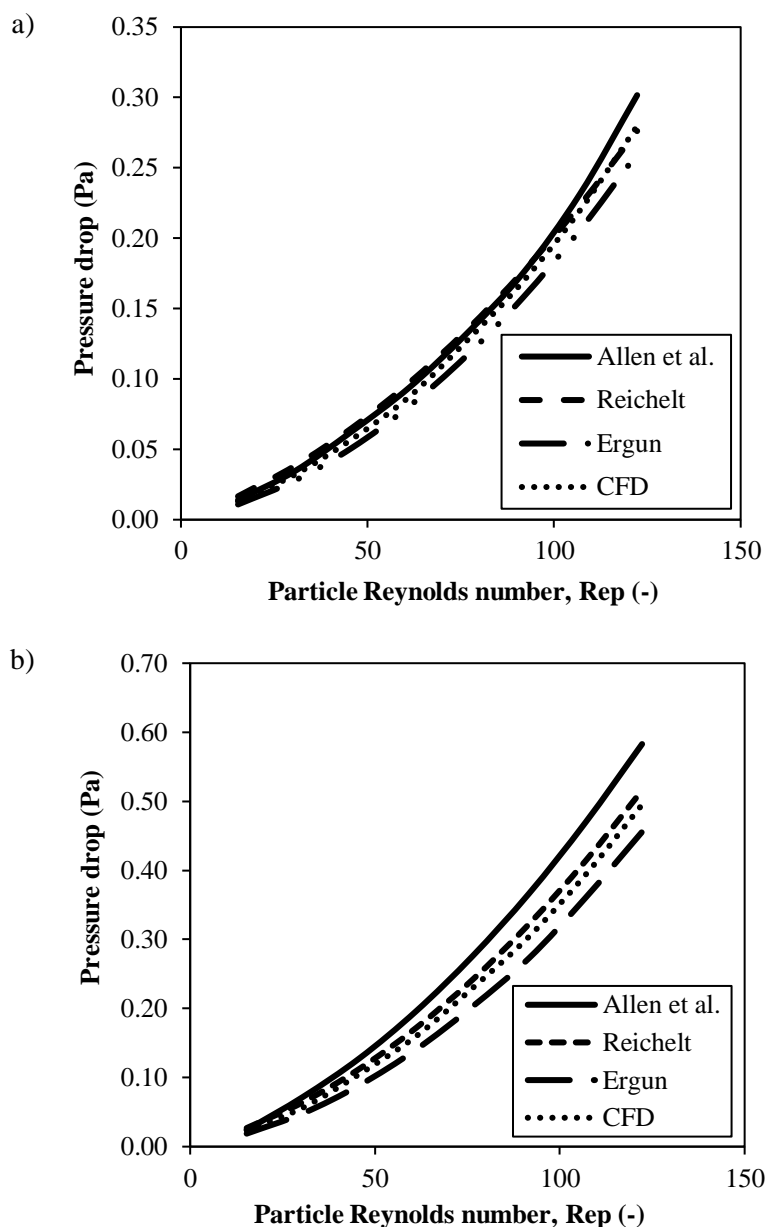 a)
Pressure drop (Pa)
0.35
0.30
0.25
0.20
0.15
0.10
0.05
0.00
0
50
100
150
Allen et al.
Reichelt
Ergun
CFD
Particle Reynolds number, Rep (-)
b)
Pressure drop (Pa)
0.70
0.60
0.50
0.40
0.30
0.20
0.10
0.00
0
50
100
150
Allen et al.
Reichelt
Ergun
CFD
Particle Reynolds number, Rep (-)